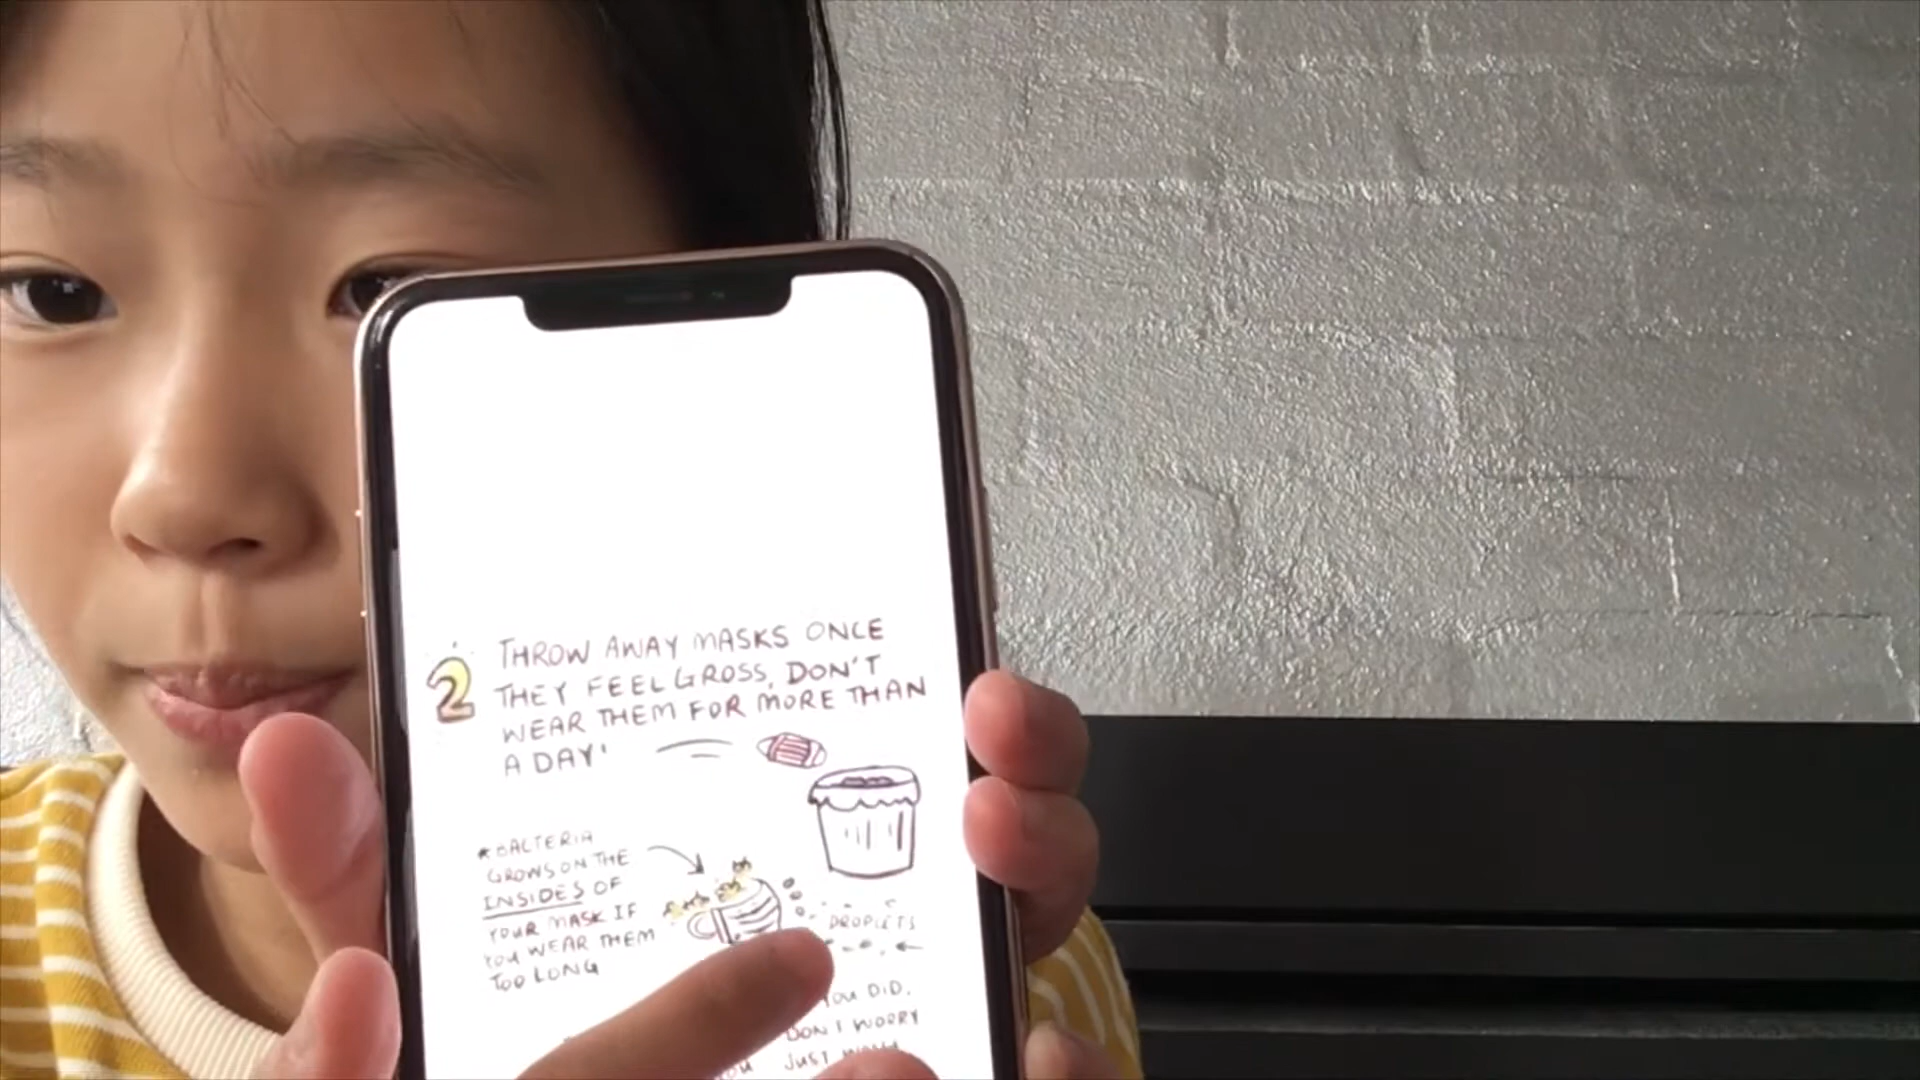 2 THROW AWAY MASKS ONCE
THEY FEEL GROSS, DON'T
WEAR THEM FOR MORE THAN
A DAY!
*BACTERIA
GROWS ON THE
INSIDES OF
YOUR MASK IF
YOU WEAR THEM
TOO LONG
DROPLETS
YOU DID,
DON'T WORRY
JUST